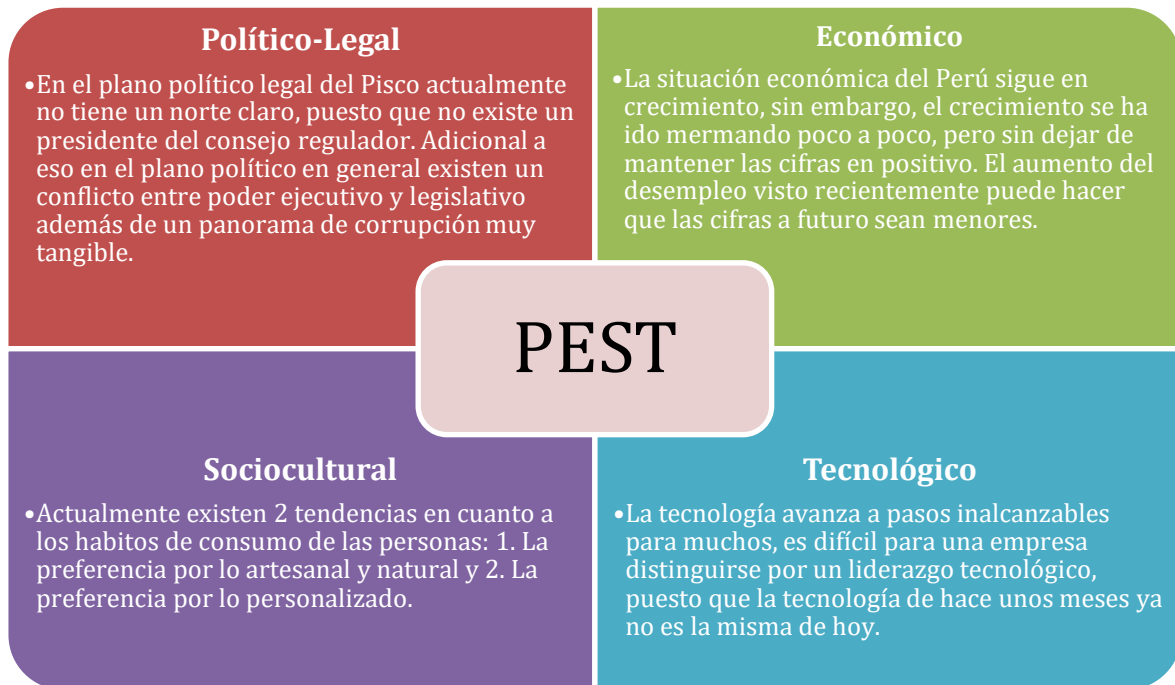 Político-Legal
•En el plano político legal del Pisco actualmente
no tiene un norte claro, puesto que no existe un
presidente del consejo regulador. Adicional a
eso en el plano político en general existen un
conflicto entre poder ejecutivo y legislativo
además de un panorama de corrupción muy
tangible.
Económico
•La situación económica del Perú sigue en
crecimiento, sin embargo, el crecimiento se ha
ido mermando poco a poco, pero sin dejar de
mantener las cifras en positivo. El aumento del
desempleo visto recientemente puede hacer
que las cifras a futuro sean menores.
PEST
Sociocultural
•Actualmente existen 2 tendencias en cuanto a
los habitos de consumo de las personas: 1. La
preferencia por lo artesanal y natural y 2. La
preferencia por lo personalizado.
Tecnológico
•La tecnología avanza a pasos inalcanzables
para muchos, es difícil para una empresa
distinguirse por un liderazgo tecnológico,
puesto que la tecnología de hace unos meses ya
no es la misma de hoy.